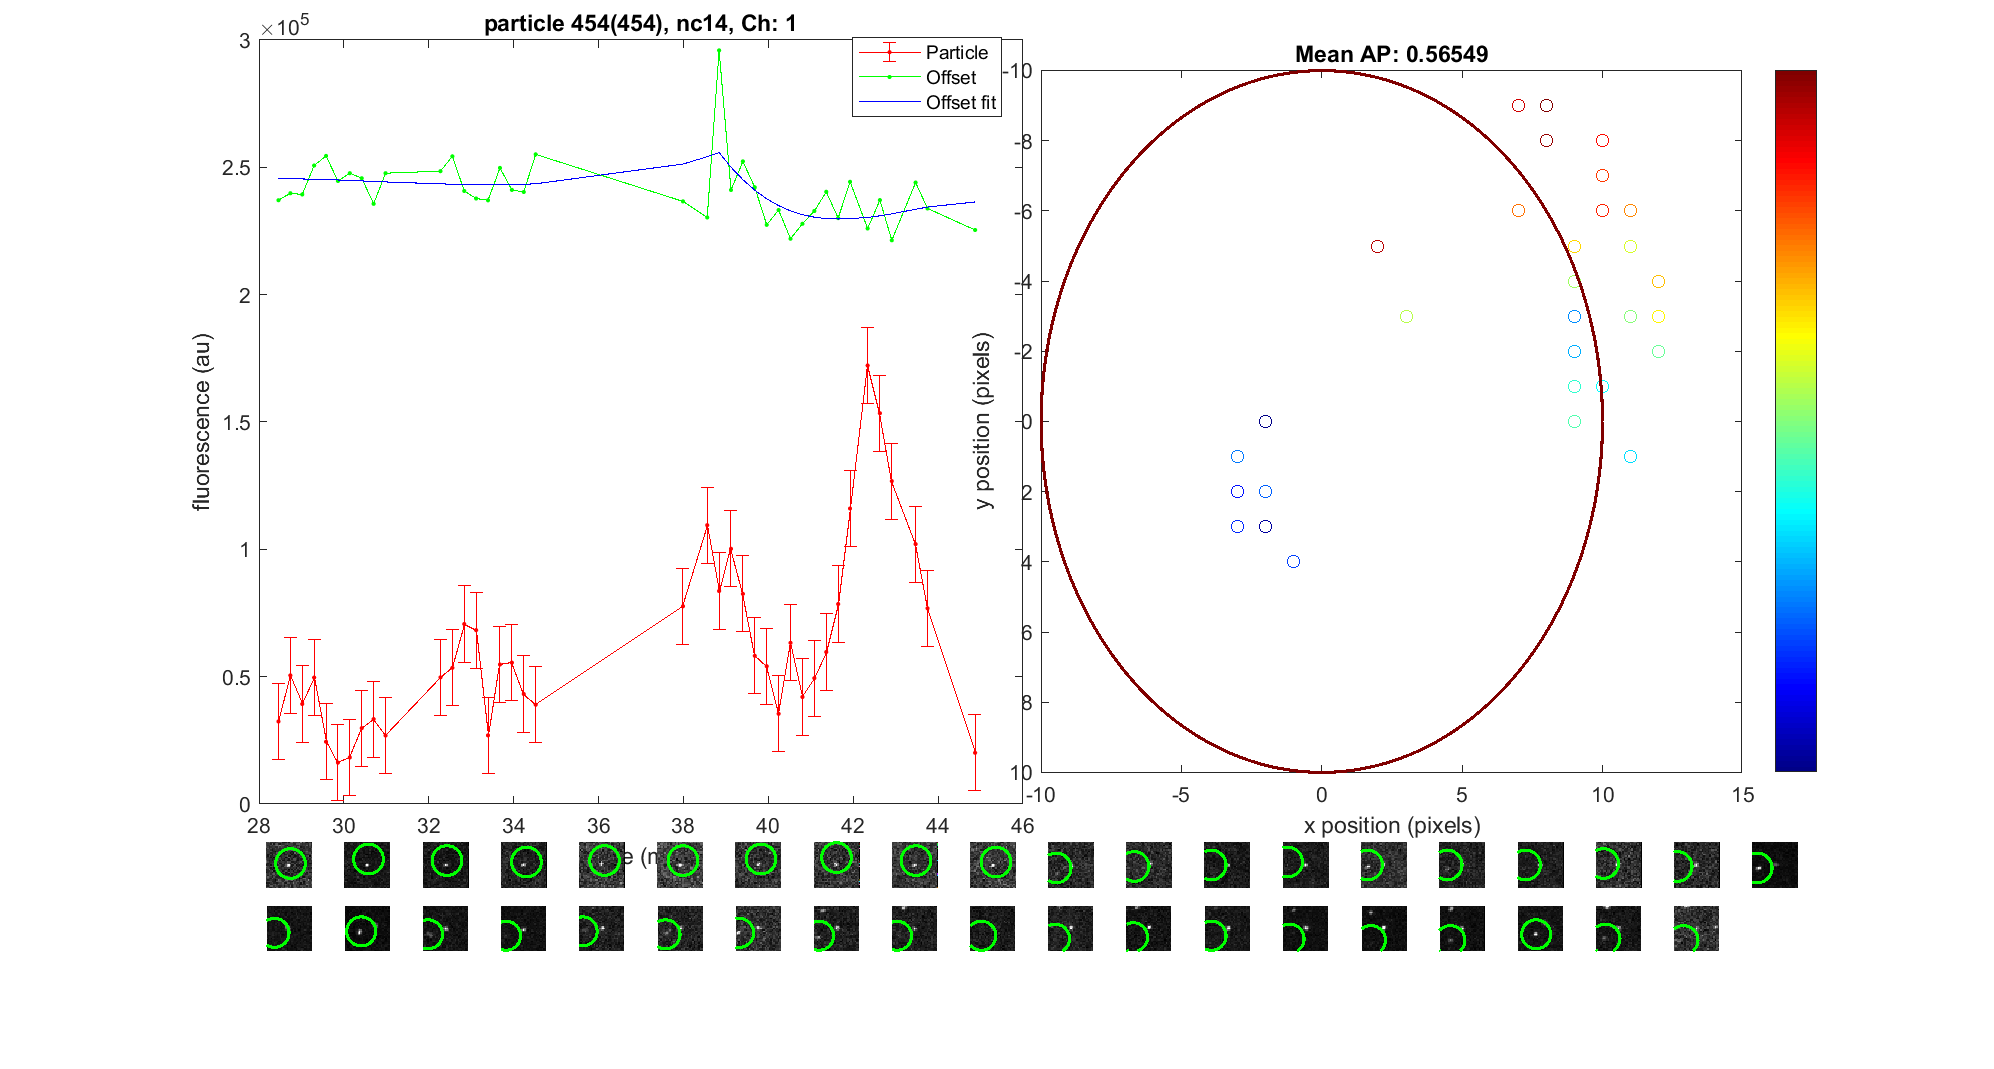 particle 454(454), nc14, Ch: 1
×10⁵
Particle
Offset
Offset fit
3
2.5
2
1.5
1
0.5
0
fluorescence (au)
28 30 32 34 36 38 40 42 44 46
Mean AP: 0.56549
-10
-8
-6
-4
-2
0
2
4
6
8
10
y position (pixels)
-10 -5 0 5 10 15
x position (pixels)